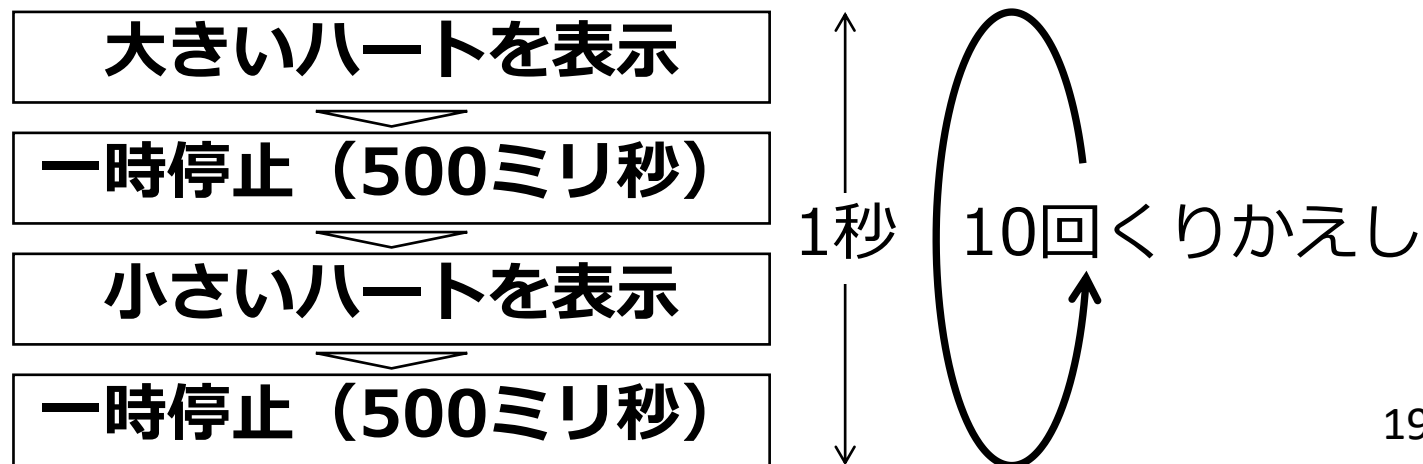 大きいハートを表示
一時停止（500ミリ秒）
小さいハートを表示
一時停止（500ミリ秒）
1秒
10回くりかえし
19